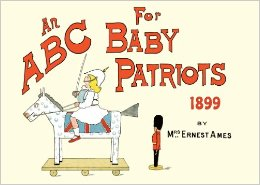 An ABC
For Baby
Patriots
1899
BY
Mrs. Ernest Ames